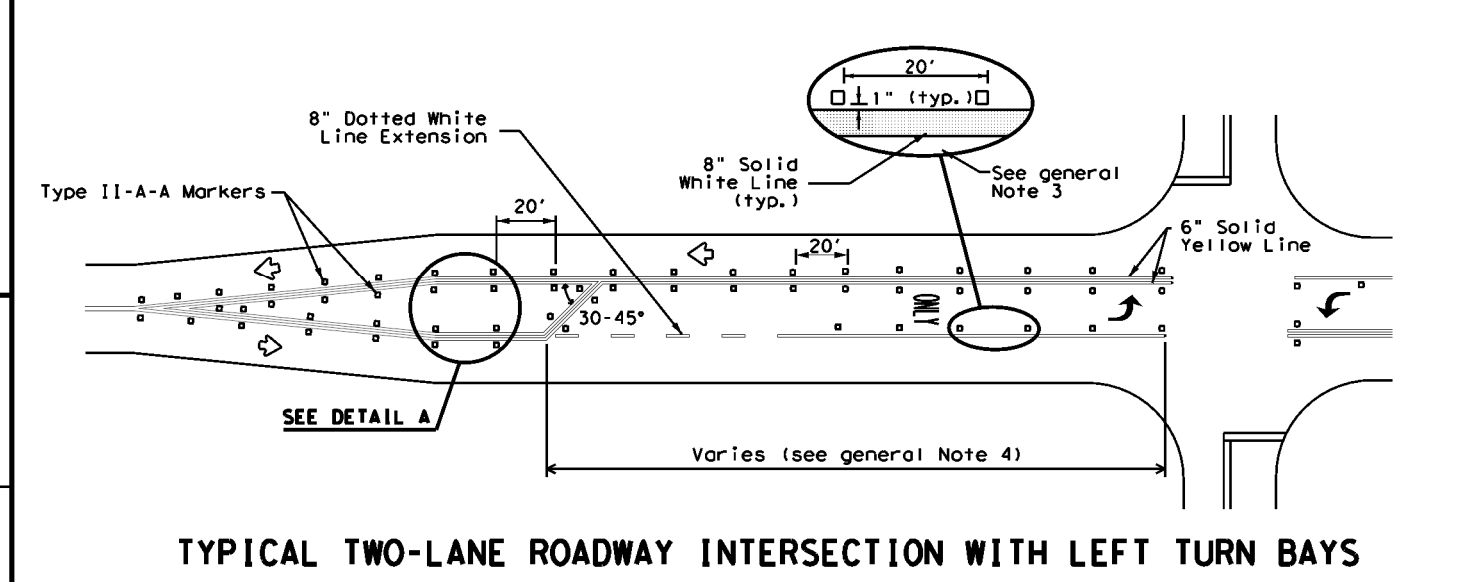 20'
1" (typ.)
8" Dotted White
Line Extension
8" Solid
White Line
(typ.)
See general
Note 3
Type II-A-A Markers
20'
6" Solid
Yellow Line
20'
ONLY
30-45°
SEE DETAIL A
Varies (see general Note 4)
TYPICAL TWO-LANE ROADWAY INTERSECTION WITH LEFT TURN BAYS